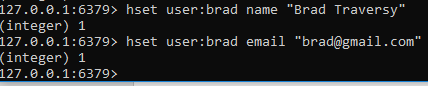 127.0.0.1:6379> hset user:brad name "Brad Traversy"
(integer) 1
127.0.0.1:6379> hset user:brad email "brad@gmail.com"
(integer) 1
127.0.0.1:6379>